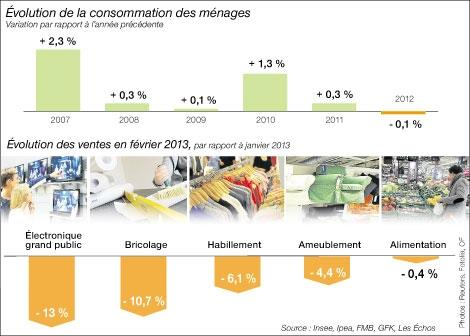 Évolution de la consommation des ménages
Variation par rapport à l'année précédente
+ 2,3 %
+ 0,3 %
+ 0,1 %
+ 1,3 %
+ 0,3 %
2012
2007
2008
2009
2010
2011
- 0,1 %
Évolution des ventes en février 2013, par rapport à janvier 2013
Électronique
grand public
Bricolage
Habillement
Ameublement
Alimentation
- 13 %
- 10,7 %
- 6,1 %
- 4,4 %
- 0,4 %
Photos : Reuters, Fotolia, OF
Source : Insee, Ipea, FMB, GFK, Les Échos